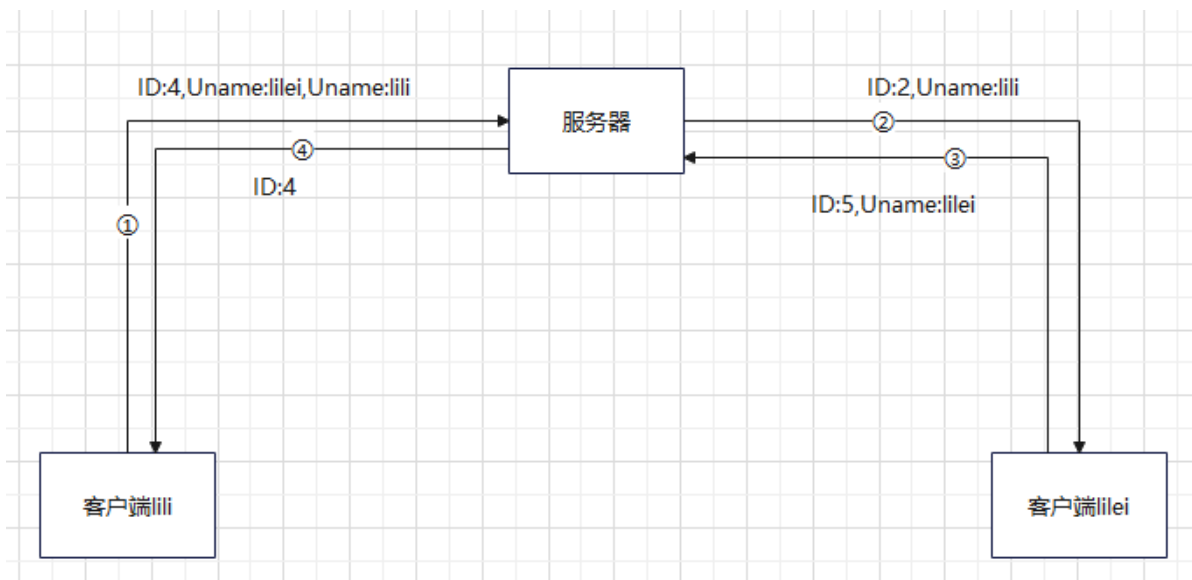 ID:4,Uname:lilei,Uname:lili
ID:2,Uname:lili
服务器
②
④
③
ID:4
ID:5,Uname:lilei
①
客户端lili
客户端lilei